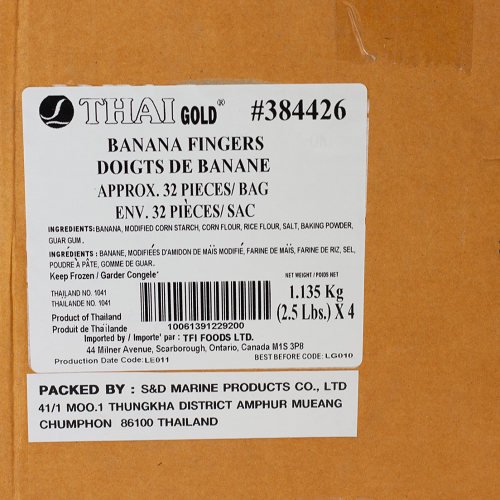 THAI GOLD® #384426
BANANA FINGERS
DOIGTS DE BANANE
APPROX. 32 PIECES/ BAG
ENV. 32 PIÈCES/ SAC
INGREDIENTS: BANANA, MODIFIED CORN STARCH, CORN FLOUR, RICE FLOUR, SALT, BAKING POWDER,
GUAR GUM .
INGRÉDIENTS : BANANE, MODIFIÉES D'AMIDON DE MAÏS MODIFIÉ, FARINE DE MAÏS, FARINE DE RIZ, SEL,
POUDRE À PÂTE, GOMME DE GUAR.
Keep Frozen / Garder Congele'
NET WEIGHT / POIDS NET
THAILAND NO. 1041
THAILANDE NO. 1041
1.135 Kg
(2.5 Lbs.) X 4
Product of Thailand
Produit de Thaïlande
10061391229200
Imported by / Importe' par : TFI FOODS LTD.
44 Milner Avenue, Scarborough, Ontario, Canada M1S 3P8
Production Date CODE: LE011 BEST BEFORE CODE: LG010
PACKED BY : S&D MARINE PRODUCTS CO., LTD
41/1 MOO.1 THUNGKHA DISTRICT AMPHUR MUEANG
CHUMPHON 86100 THAILAND